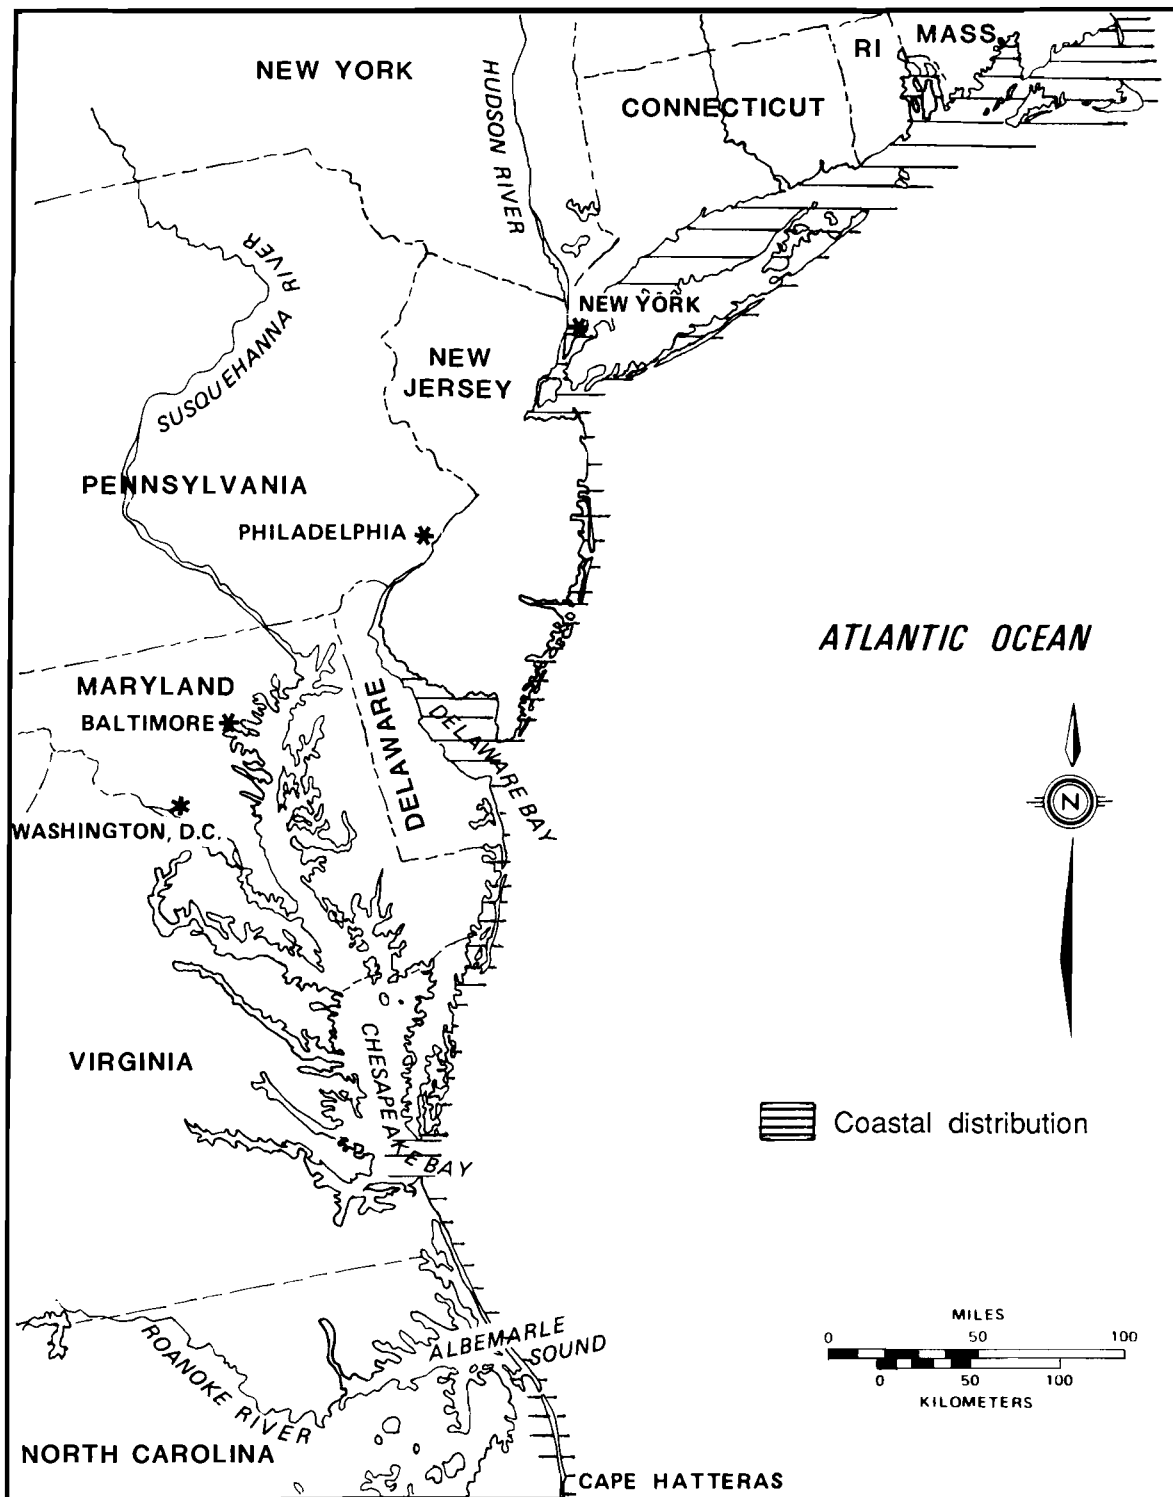 MASS.
RI
NEW YORK
CONNECTICUT
HUDSON RIVER
SUSQUEHANNA RIVER
NEW YORK
NEW
JERSEY
PENNSYLVANIA
PHILADELPHIA
ATLANTIC OCEAN
MARYLAND
BALTIMORE
DELAWARE
DELAWARE BAY
N
WASHINGTON, D.C.
CHESAPEAKE BAY
VIRGINIA
Coastal distribution
MILES
0 50 100
0 50 100
KILOMETERS
ALBEMARLE
SOUND
ROANOKE RIVER
NORTH CAROLINA
CAPE HATTERAS